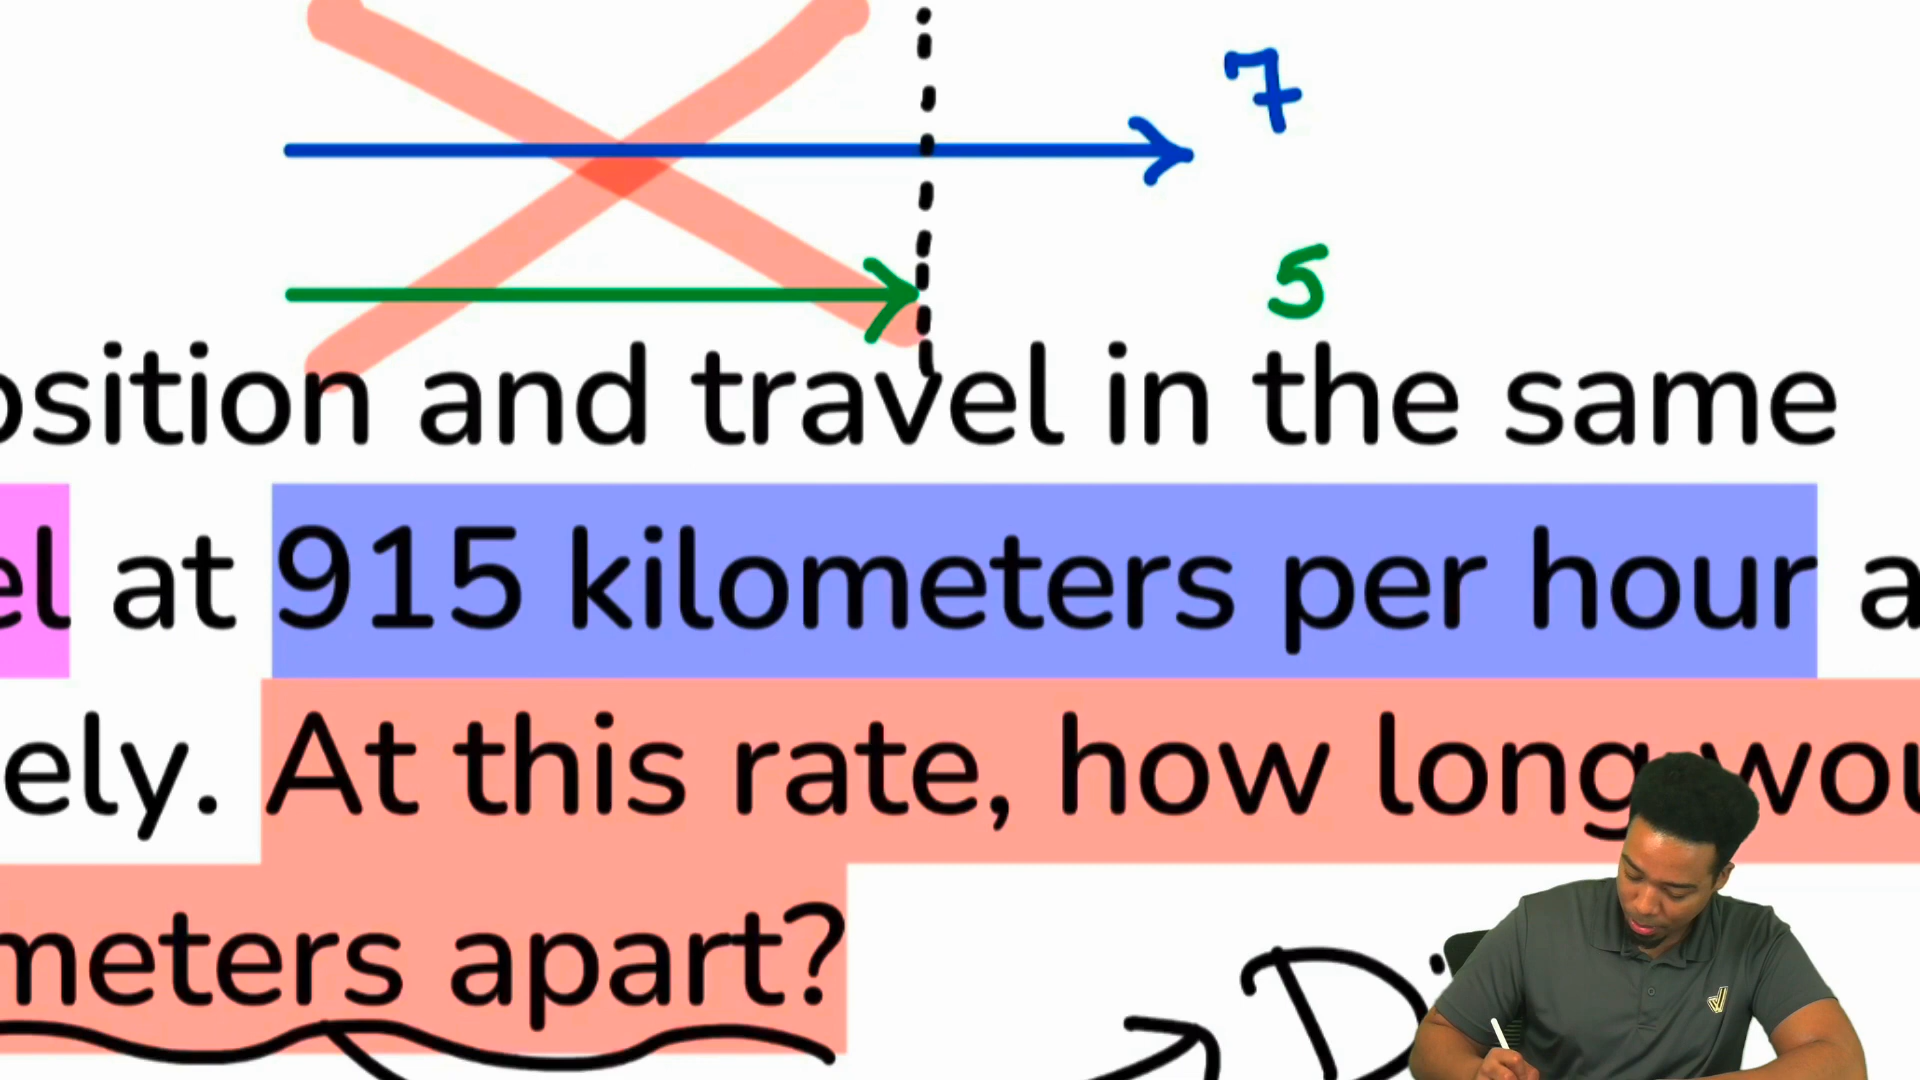 7
5
osition and travel in the same
el at 915 kilometers per hour a
ely. At this rate, how long wou
meters apart?
Di